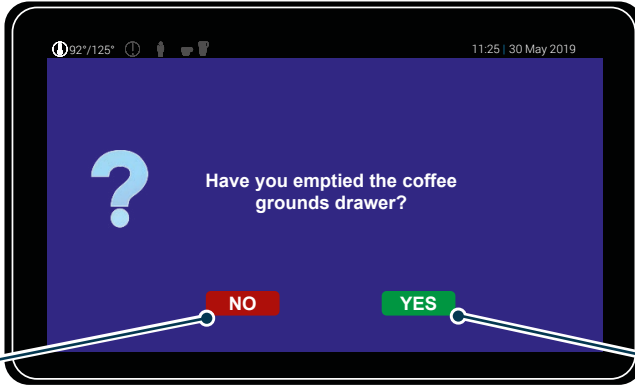 92°/125°
11:25 | 30 May 2019
Have you emptied the coffee
grounds drawer?
NO
YES